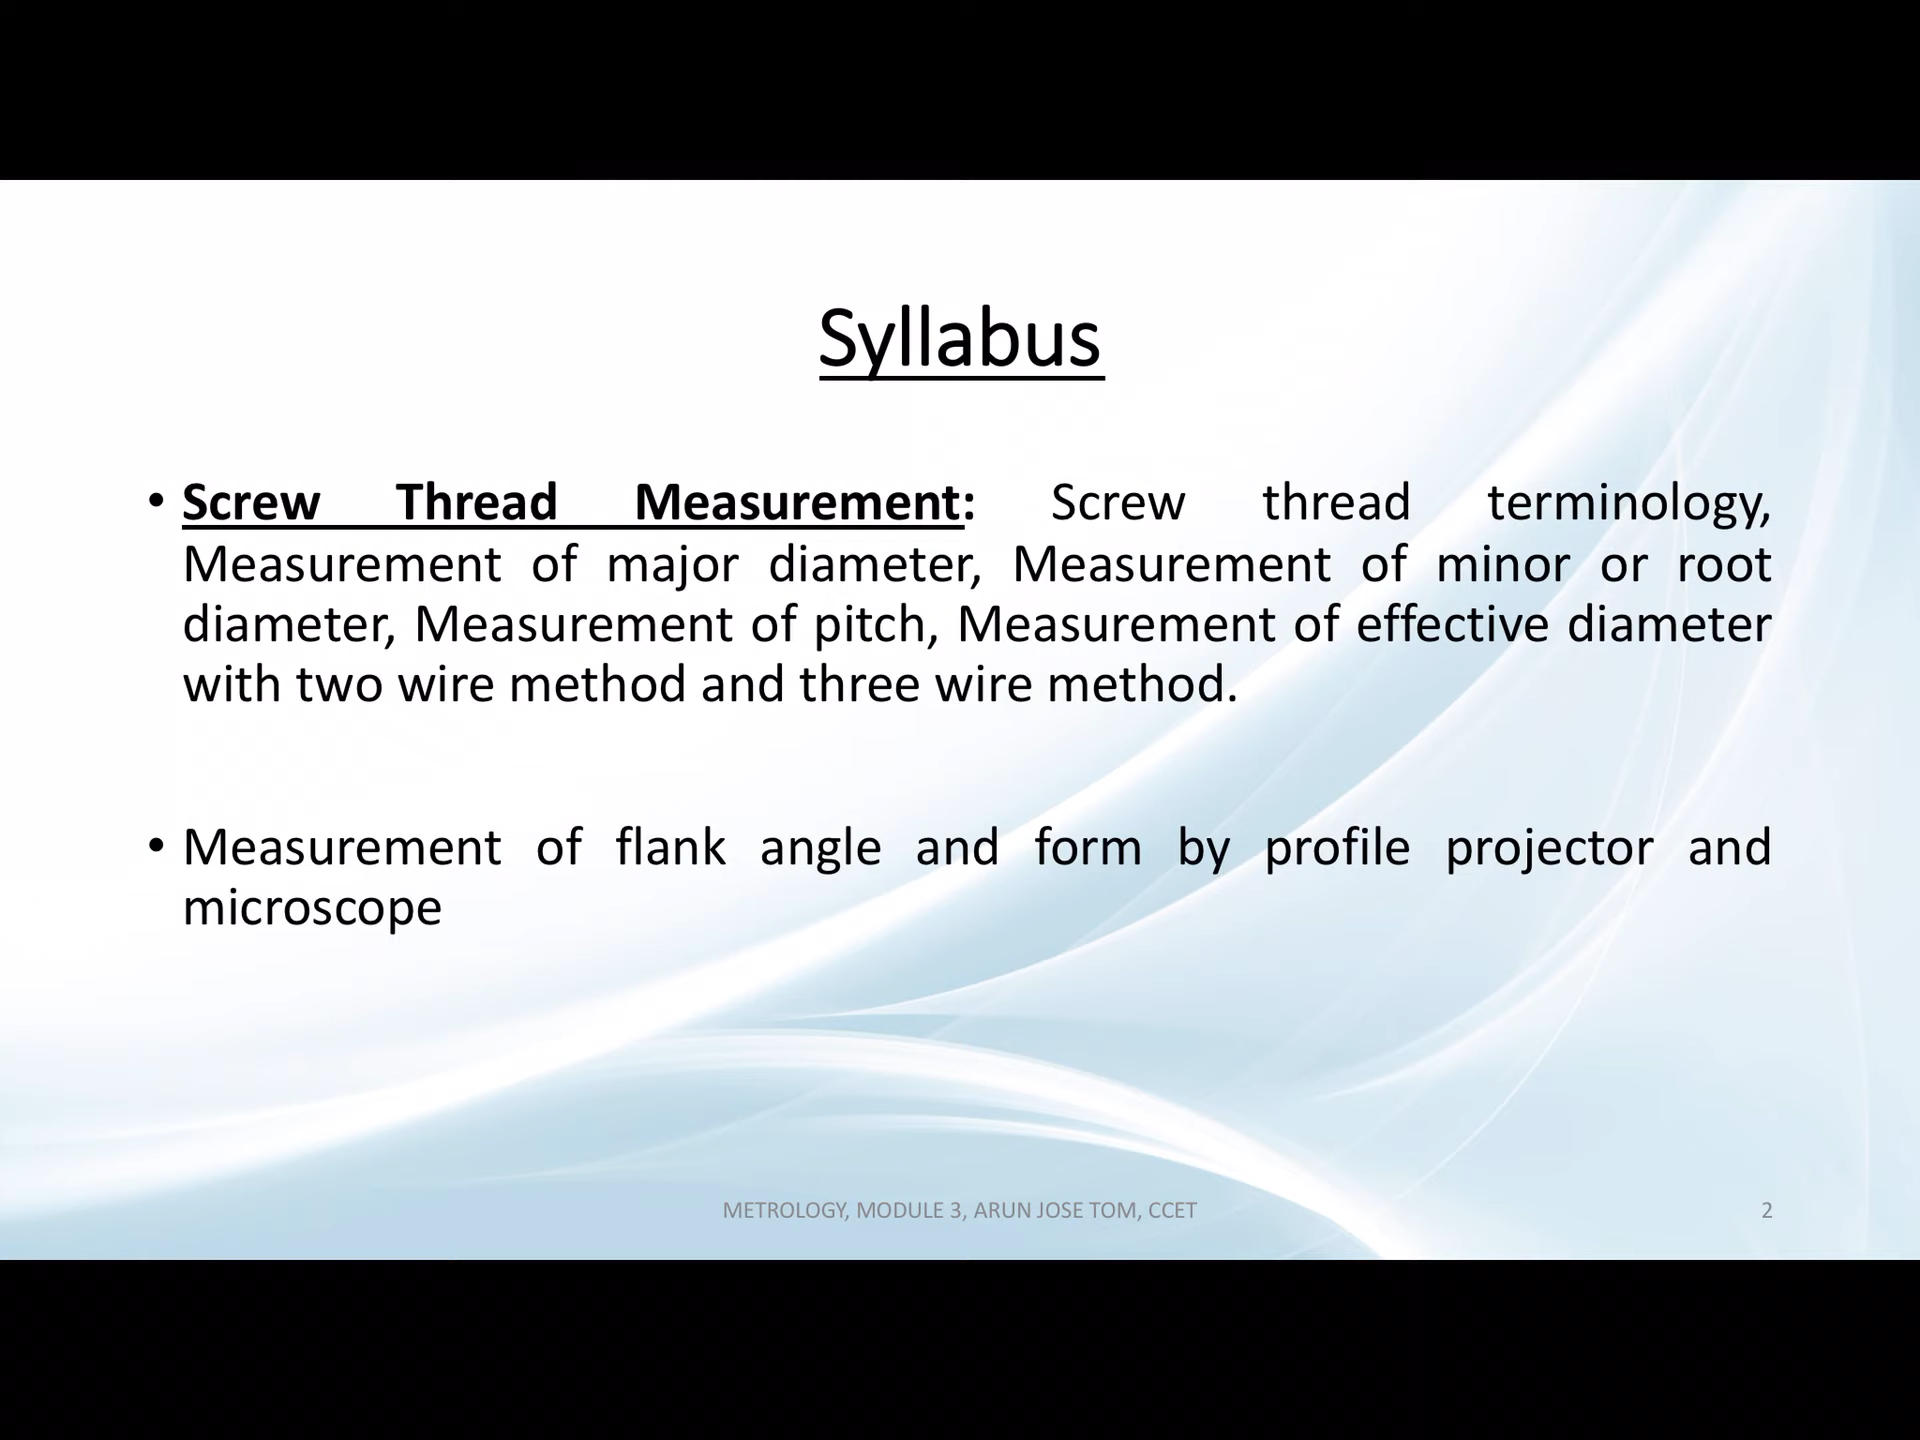 Syllabus
• Screw Thread Measurement: Screw thread terminology,
Measurement of major diameter, Measurement of minor or root
diameter, Measurement of pitch, Measurement of effective diameter
with two wire method and three wire method.
• Measurement of flank angle and form by profile projector and
microscope
METROLOGY, MODULE 3, ARUN JOSE TOM, CCET
2